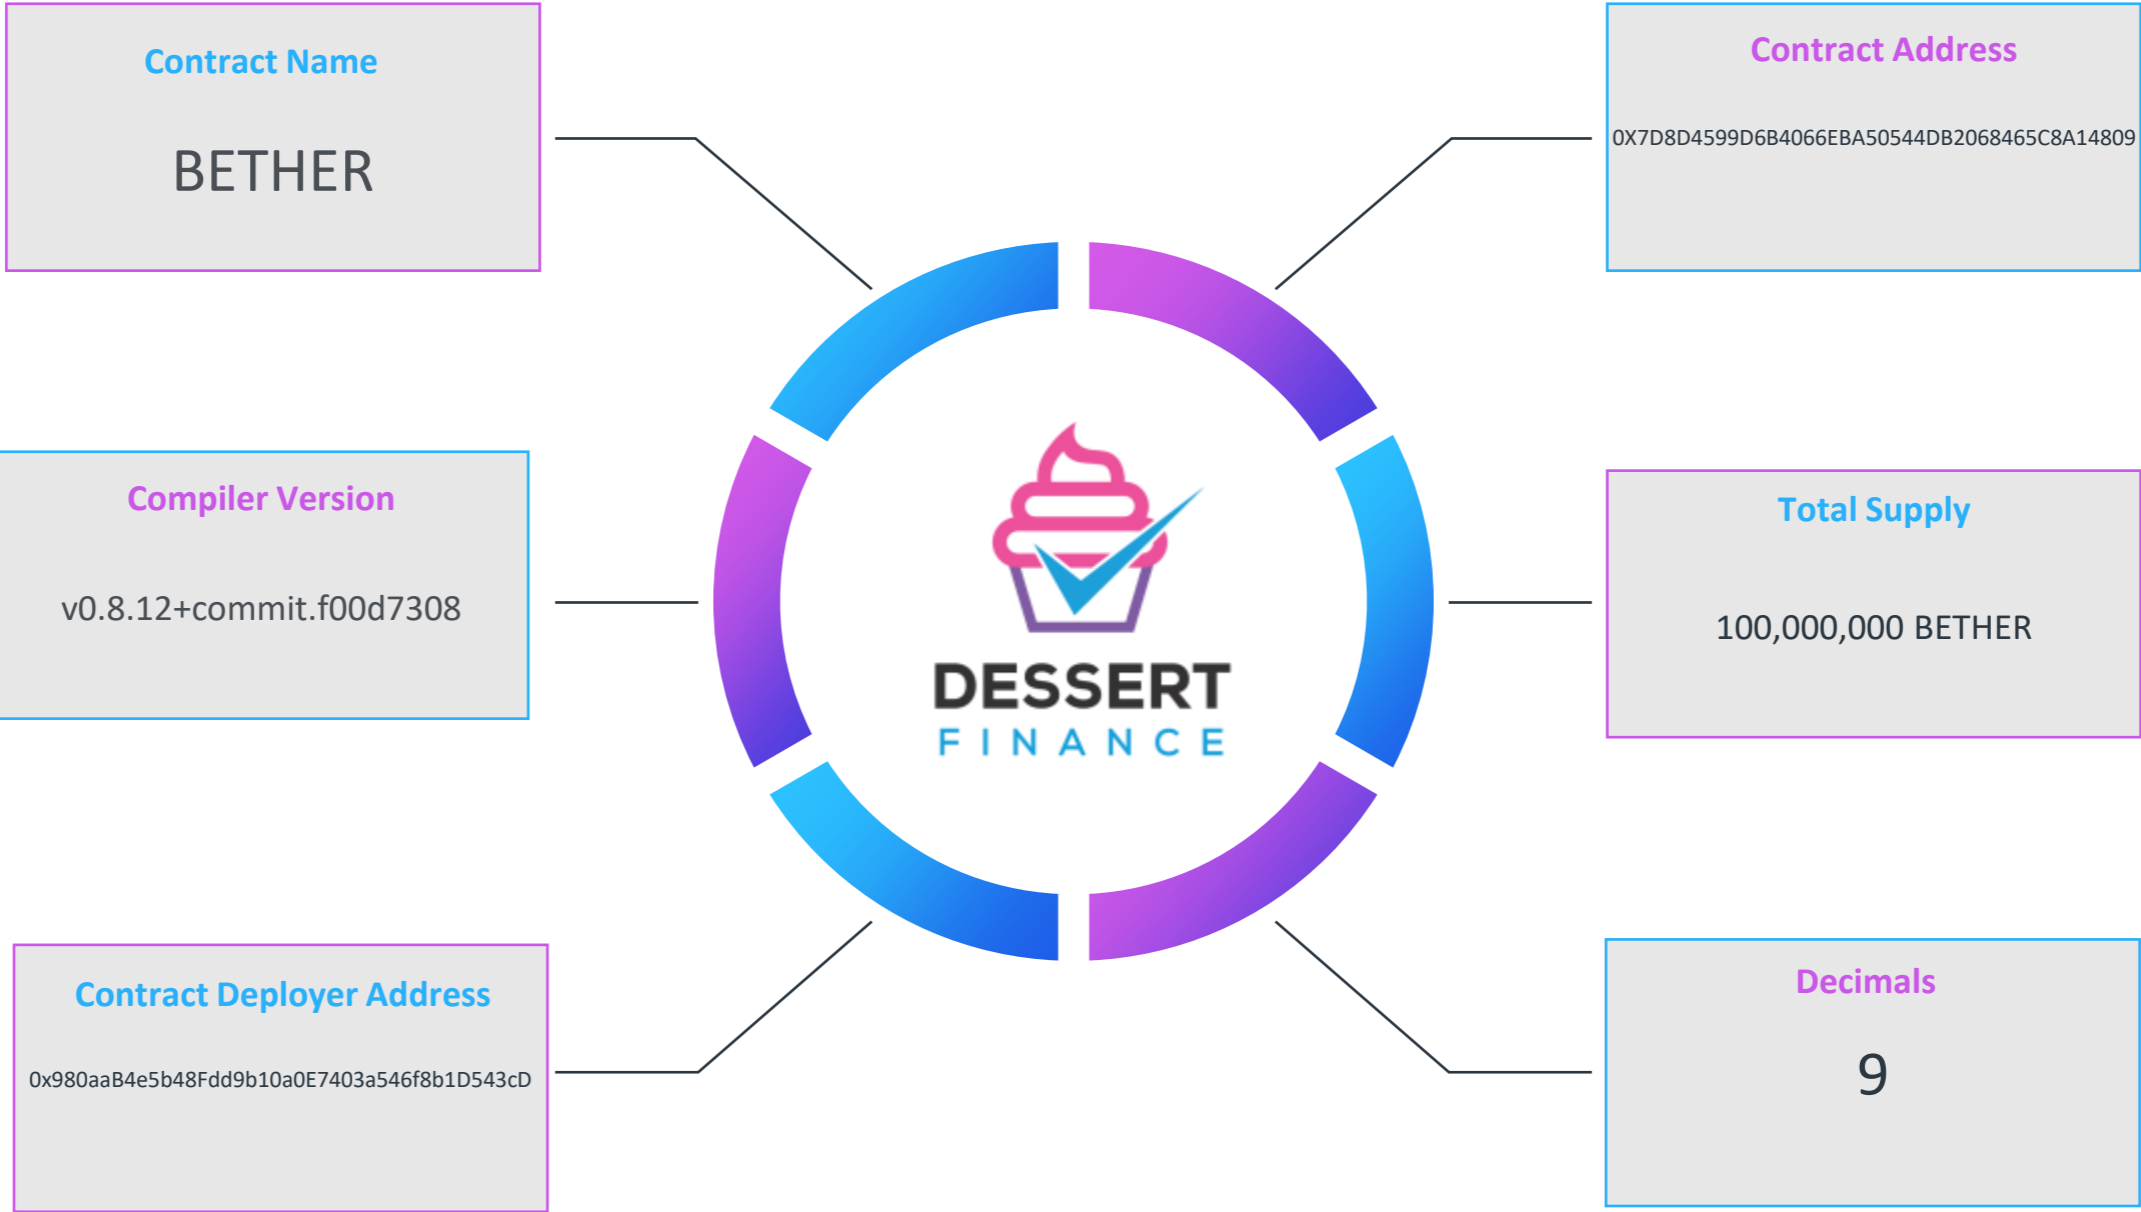 Contract Name
BETHER
Contract Address
0X7D8D4599D6B4066EBA50544DB2068465C8A14809
Compiler Version
v0.8.12+commit.f00d7308
DESSERT
FINANCE
Total Supply
100,000,000 BETHER
Contract Deployer Address
0x980aaB4e5b48Fdd9b10a0E7403a546f8b1D543cD
Decimals
9